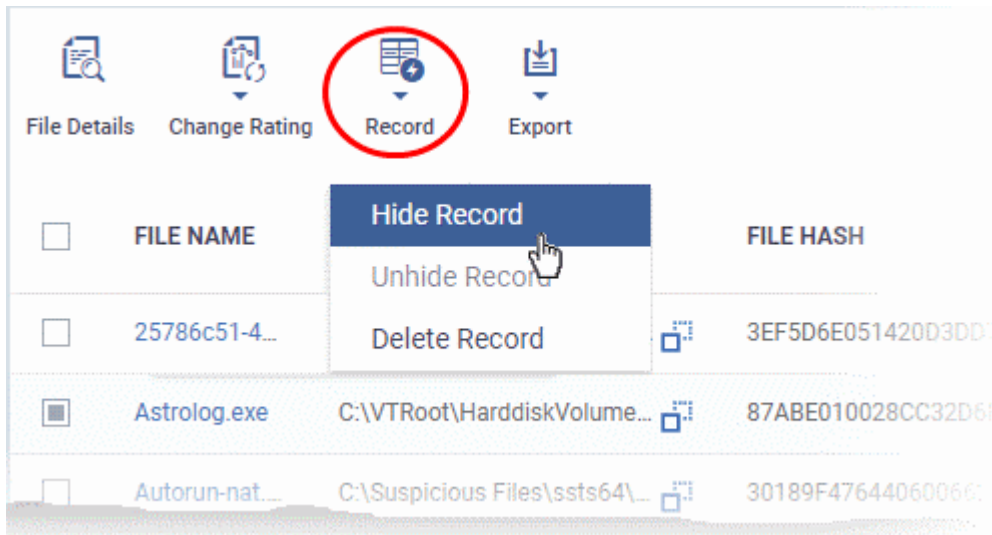 File Details Change Rating Record Export
Hide Record
FILE NAME FILE HASH
Unhide Record
25786c51-4... 3EF5D6E051420D3DD
Delete Record
Astrolog.exe C:\VTRoot\HarddiskVolume... 87ABE010028CC32D6
Autorun-nat.... C:\Suspicious Files\ssts64\... 30189F47644060066